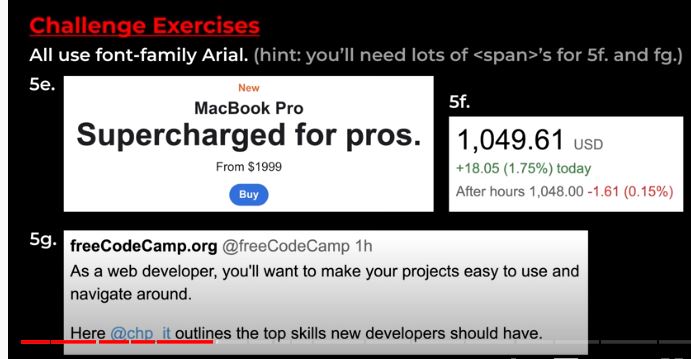 Challenge Exercises
All use font-family Arial. (hint: you'll need lots of <span>'s for 5f. and fg.)
5e.
New
MacBook Pro
Supercharged for pros.
From $1999
Buy
5f.
1,049.61 USD
+18.05 (1.75%) today
After hours 1,048.00 -1.61 (0.15%)
5g.
freeCodeCamp.org @freeCodeCamp 1h
As a web developer, you'll want to make your projects easy to use and
navigate around.
Here @chp_it outlines the top skills new developers should have.